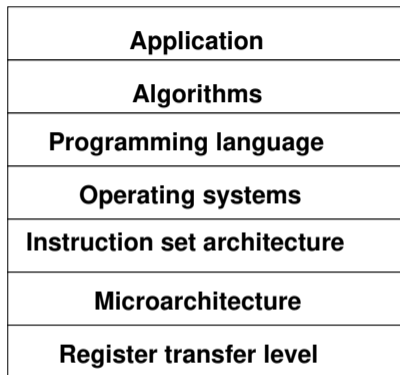 Application
Algorithms
Programming language
Operating systems
Instruction set architecture
Microarchitecture
Register transfer level